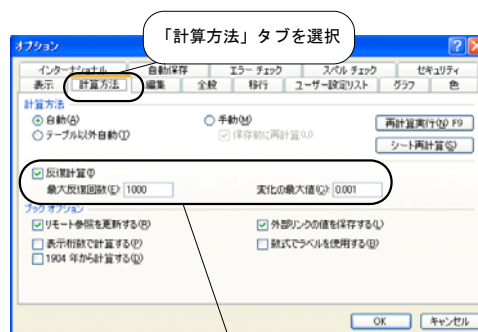 「計算方法」タブを選択
オプション
インターナショナル 自動保存 エラー チェック スペル チェック セキュリティ
表示 計算方法 編集 全般 移行 ユーザー設定リスト グラフ 色
計算方法
自動(A) 手動(M) 再計算実行(N) F9
テーブル以外自動(T) 保存前に再計算 シート再計算(S)
反復計算(I)
最大反復回数(E): 1000 変化の最大値(C): 0.001
ブック オプション
リモート参照を更新する(R) 外部リンクの値を保存する(L)
表示桁数で計算する(P) 数式でラベルを使用する(B)
1904 年から計算する(D)
OK キャンセル